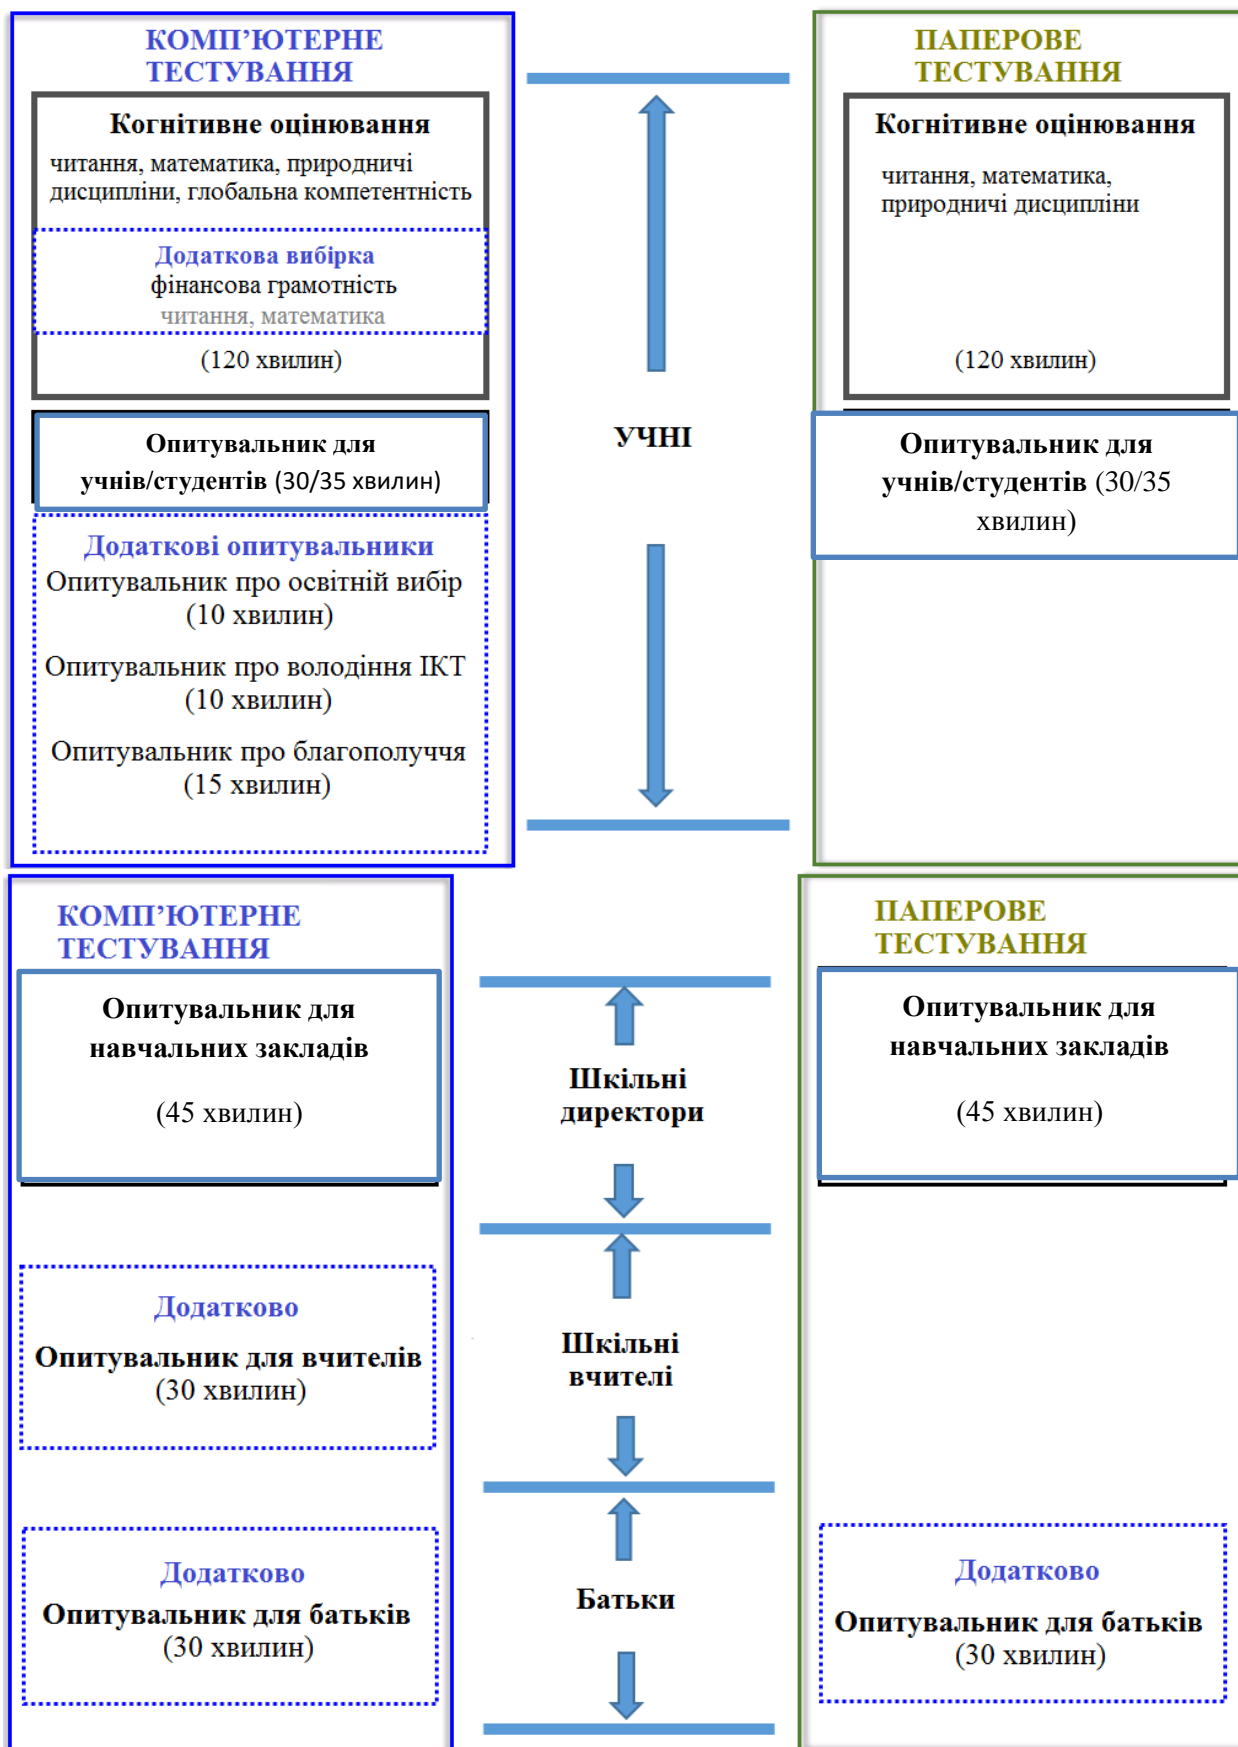 КОМП’ЮТЕРНЕ
ТЕСТУВАННЯ
Когнітивне оцінювання
читання, математика, природничі
дисципліни, глобальна компетентність
Додаткова вибірка
фінансова грамотність
читання, математика
(120 хвилин)
Опитувальник для
учнів/студентів (30/35 хвилин)
Додаткові опитувальники
Опитувальник про освітній вибір
(10 хвилин)
Опитувальник про володіння ІКТ
(10 хвилин)
Опитувальник про благополуччя
(15 хвилин)
УЧНІ
ПАПЕРОВЕ
ТЕСТУВАННЯ
Когнітивне оцінювання
читання, математика,
природничі дисципліни
(120 хвилин)
Опитувальник для
учнів/студентів (30/35
хвилин)
КОМП’ЮТЕРНЕ
ТЕСТУВАННЯ
Опитувальник для
навчальних закладів
(45 хвилин)
Додатково
Опитувальник для вчителів
(30 хвилин)
Додатково
Опитувальник для батьків
(30 хвилин)
Шкільні
директори
Шкільні
вчителі
Батьки
ПАПЕРОВЕ
ТЕСТУВАННЯ
Опитувальник для
навчальних закладів
(45 хвилин)
Додатково
Опитувальник для батьків
(30 хвилин)